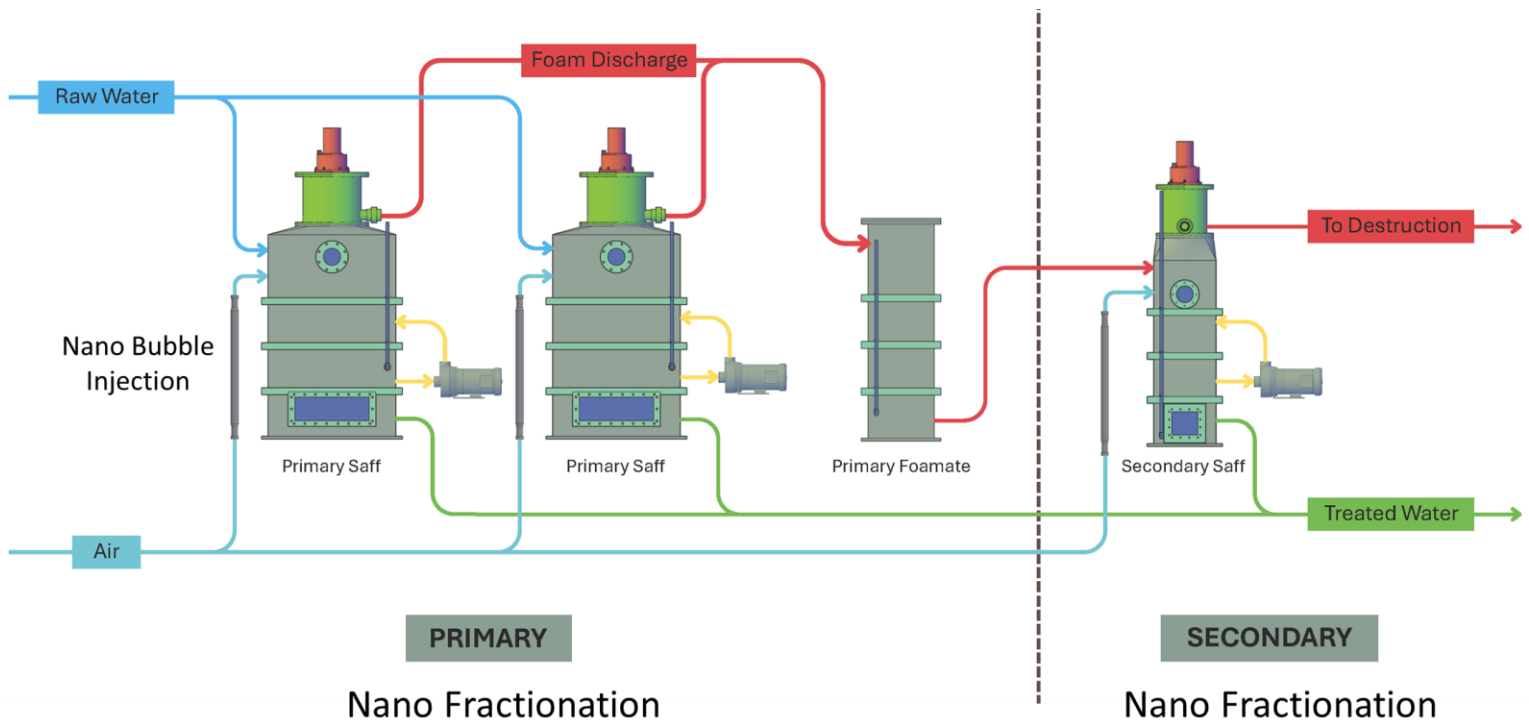 Foam Discharge
Raw Water
To Destruction
Nano Bubble
Injection
Primary Saff
Primary Saff
Primary Foamate
Secondary Saff
Treated Water
Air
PRIMARY
SECONDARY
Nano Fractionation
Nano Fractionation